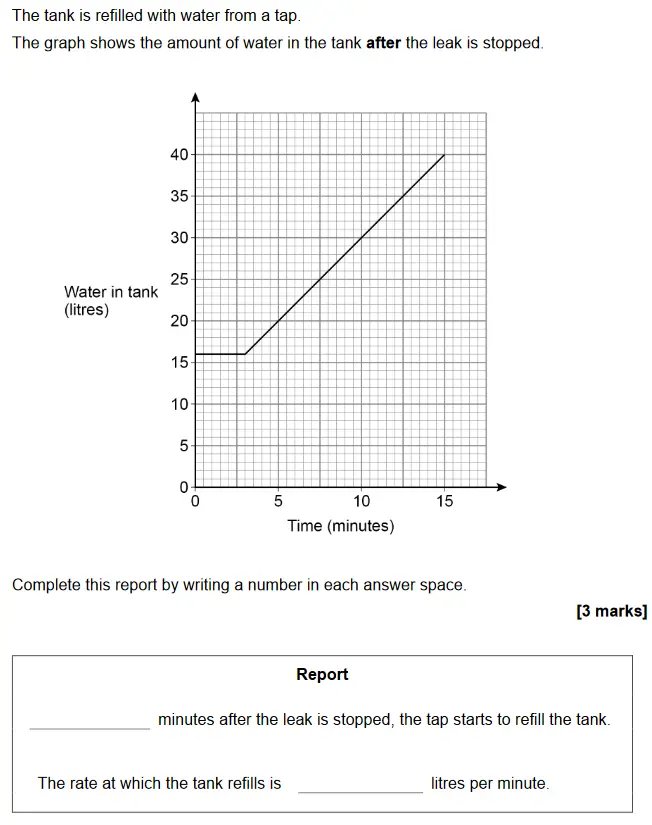 The tank is refilled with water from a tap.
The graph shows the amount of water in the tank after the leak is stopped.
40
35
30
25
Water in tank
(litres)
20
15
10
5
0
0 5 10 15
Time (minutes)
Complete this report by writing a number in each answer space.
[3 marks]
Report
minutes after the leak is stopped, the tap starts to refill the tank.
The rate at which the tank refills is litres per minute.